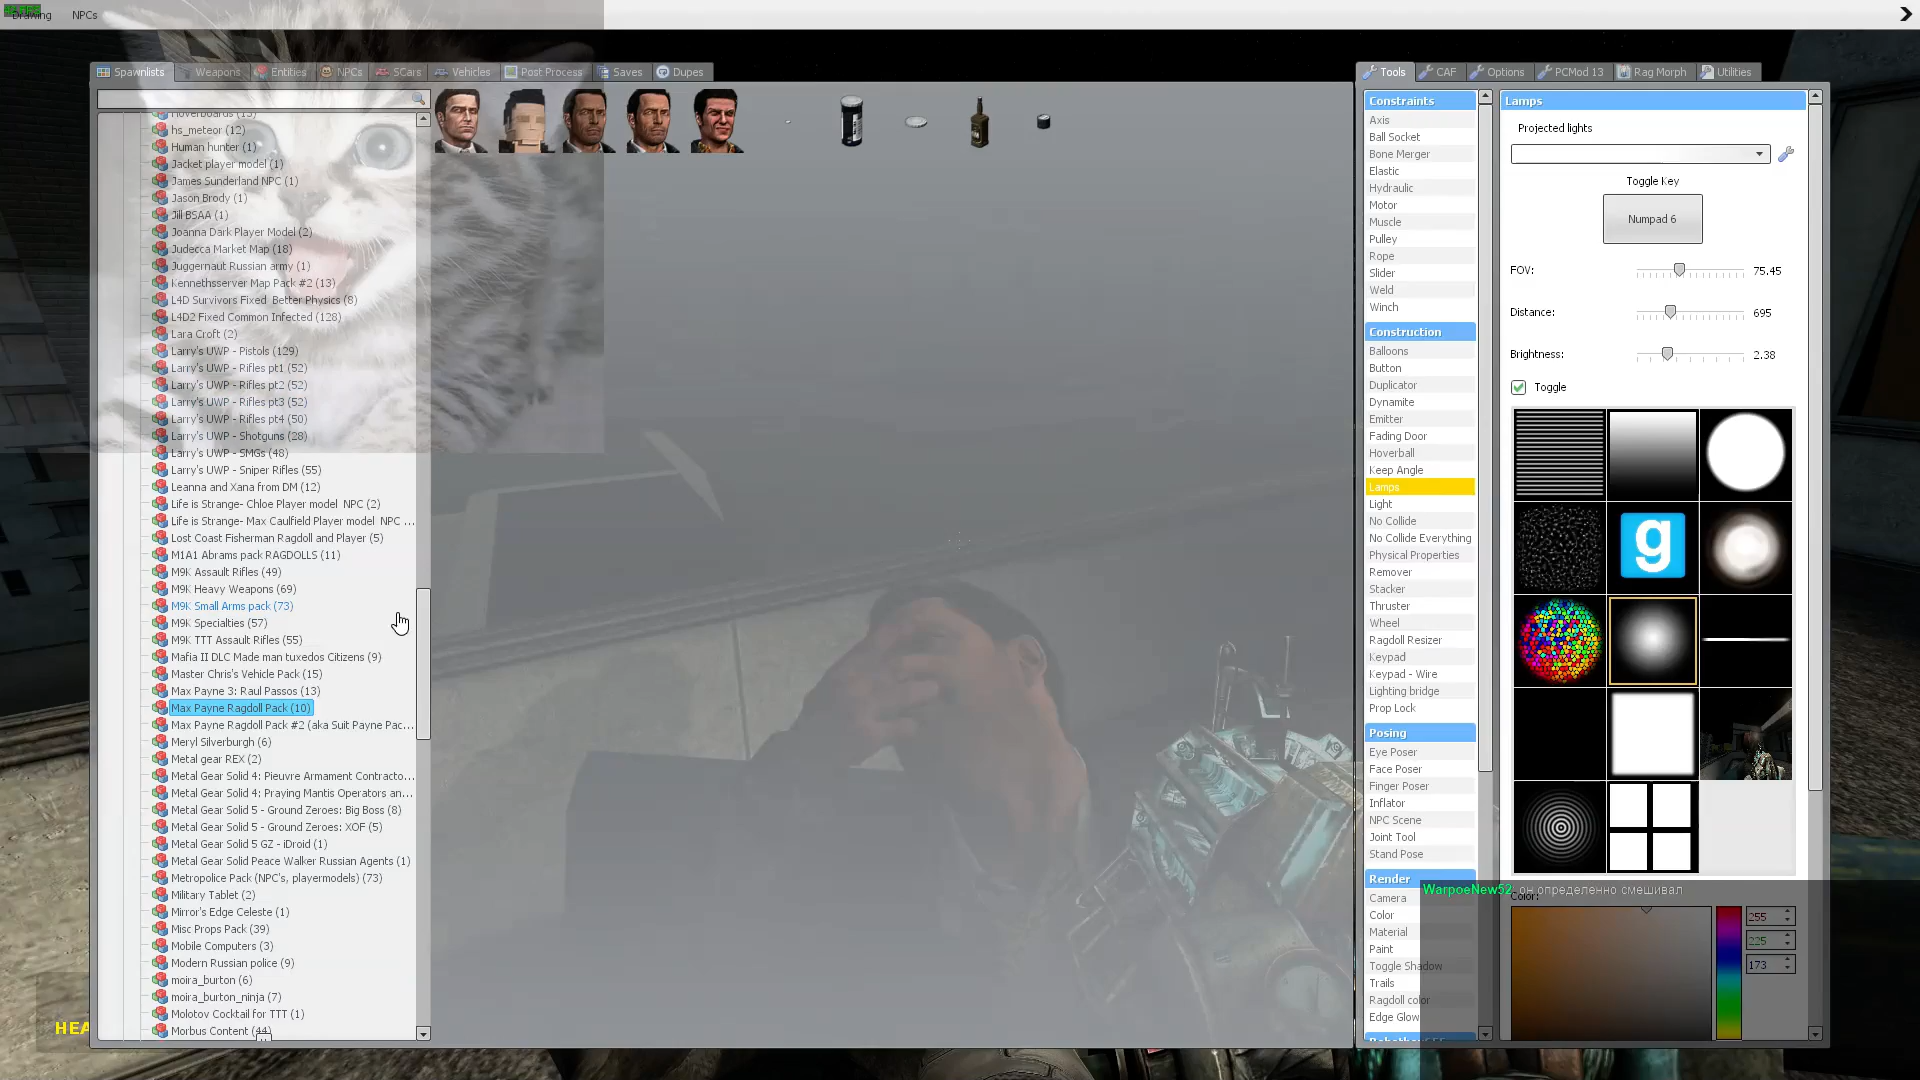 Drawing
NPCs
Spawnlists
Weapons
Entities
NPCs
SCars
Vehicles
Post Process
Saves
Dupes
Tools
CAF
Options
PCMod 13
Rag Morph
Utilities
Hoverboards (13)
hs_meteor (12)
Human hunter (1)
Jacket player model (1)
James Sunderland NPC (1)
Jason Brody (1)
Jill BSAA (1)
Joanna Dark Player Model (2)
Judecca Market Map (18)
Juggernaut Russian army (1)
Kennethsserver Map Pack #2 (13)
L4D Survivors Fixed Better Physics (8)
L4D2 Fixed Common Infected (128)
Lara Croft (2)
Larry's UWP - Pistols (129)
Larry's UWP - Rifles pt1 (52)
Larry's UWP - Rifles pt2 (52)
Larry's UWP - Rifles pt3 (52)
Larry's UWP - Rifles pt4 (50)
Larry's UWP - Shotguns (28)
Larry's UWP - SMGs (48)
Larry's UWP - Sniper Rifles (55)
Leanna and Xana from DM (12)
Life is Strange- Chloe Player model NPC (2)
Life is Strange- Max Caulfield Player model NPC ...
Lost Coast Fisherman Ragdoll and Player (5)
M1A1 Abrams pack RAGDOLLS (11)
M9K Assault Rifles (49)
M9K Heavy Weapons (69)
M9K Small Arms pack (73)
M9K Specialties (57)
M9K TTT Assault Rifles (55)
Mafia II DLC Made man tuxedos Citizens (9)
Master Chris's Vehicle Pack (15)
Max Payne 3: Raul Passos (13)
Max Payne Ragdoll Pack (10)
Max Payne Ragdoll Pack #2 (aka Suit Payne Pac...
Meryl Silverburgh (6)
Metal gear REX (2)
Metal Gear Solid 4: Pieuvre Armament Contracto...
Metal Gear Solid 4: Praying Mantis Operators an...
Metal Gear Solid 5 - Ground Zeroes: Big Boss (8)
Metal Gear Solid 5 - Ground Zeroes: XOF (5)
Metal Gear Solid 5 GZ - iDroid (1)
Metal Gear Solid Peace Walker Russian Agents (1)
Metropolice Pack (NPC's, playermodels) (73)
Military Tablet (2)
Mirror's Edge Celeste (1)
Misc Props Pack (39)
Mobile Computers (3)
Modern Russian police (9)
moira_burton (6)
moira_burton_ninja (7)
Molotov Cocktail for TTT (1)
Morbus Content (44)
HEA
Constraints
Axis
Ball Socket
Bone Merger
Elastic
Hydraulic
Motor
Muscle
Pulley
Rope
Slider
Weld
Winch
Construction
Balloons
Button
Duplicator
Dynamite
Emitter
Fading Door
Hoverball
Keep Angle
Lamps
Light
No Collide
No Collide Everything
Physical Properties
Remover
Stacker
Thruster
Wheel
Ragdoll Resizer
Keypad
Keypad - Wire
Lighting bridge
Prop Lock
Posing
Eye Poser
Face Poser
Finger Poser
Inflator
NPC Scene
Joint Tool
Stand Pose
Render
Camera
Color
Material
Paint
Toggle Shadow
Trails
Ragdoll color
Edge Glow
Lamps
Projected lights
Toggle Key
Numpad 6
FOV: 75.45
Distance: 695
Brightness: 2.38
Toggle
g
WarpoeNew52: он определенно смешивал
Color:
255
225
173